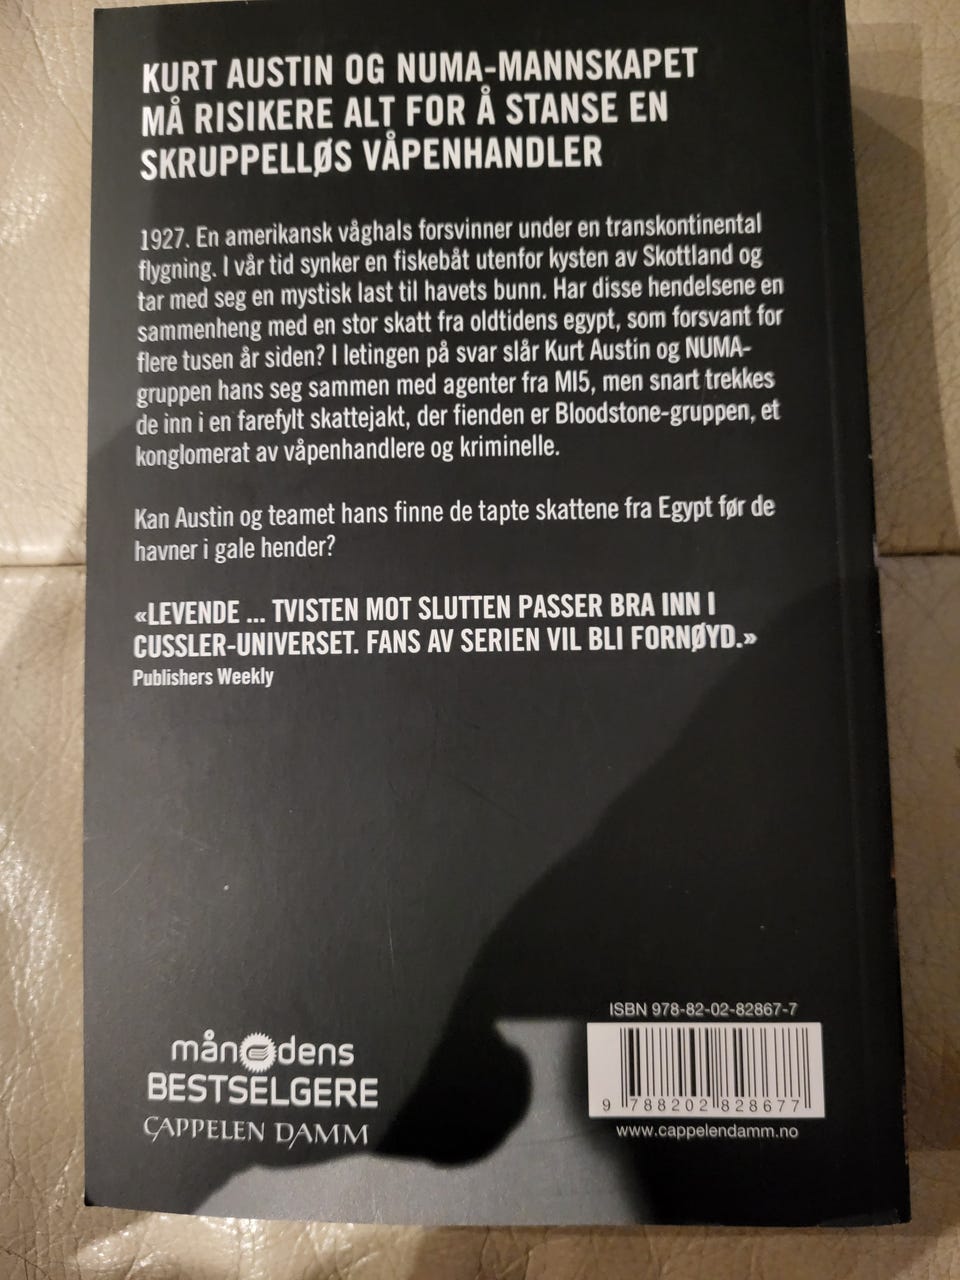 KURT AUSTIN OG NUMA-MANNSKAPET
MÅ RISIKERE ALT FOR Å STANSE EN
SKRUPPELLØS VÅPENHANDLER
1927. En amerikansk våghals forsvinner under en transkontinental
flygning. I vår tid synker en fiskebåt utenfor kysten av Skottland og
tar med seg en mystisk last til havets bunn. Har disse hendelsene en
sammenheng med en stor skatt fra oldtidens egypt, som forsvant for
flere tusen år siden? I letingen på svar slår Kurt Austin og NUMA-
gruppen hans seg sammen med agenter fra MI5, men snart trekkes
de inn i en farefylt skattejakt, der fienden er Bloodstone-gruppen, et
konglomerat av våpenhandlere og kriminelle.
Kan Austin og teamet hans finne de tapte skattene fra Egypt før de
havner i gale hender?
«LEVENDE ... TVISTEN MOT SLUTTEN PASSER BRA INN I
CUSSLER-UNIVERSET. FANS AV SERIEN VIL BLI FORNØYD.»
Publishers Weekly
månedens
BESTSELGERE
CAPPELEN DAMM
ISBN 978-82-02-82867-7
9 788202 828677
www.cappelendamm.no